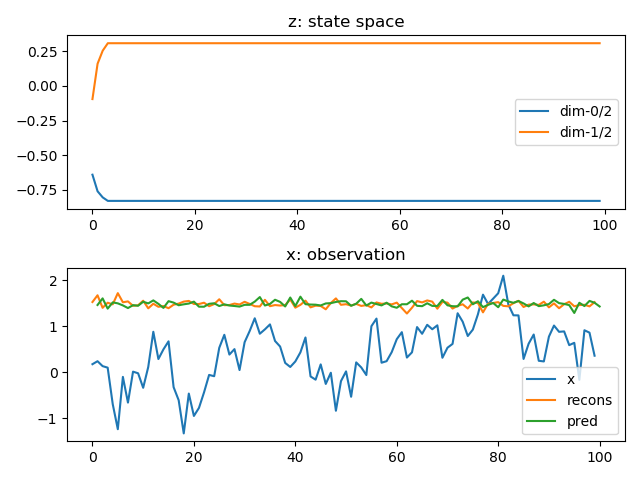 z: state space
0.25
0.00
−0.25
−0.50
−0.75
dim-0/2
dim-1/2
0 20 40 60 80 100
x: observation
2
1
0
−1
x
recons
pred
0 20 40 60 80 100